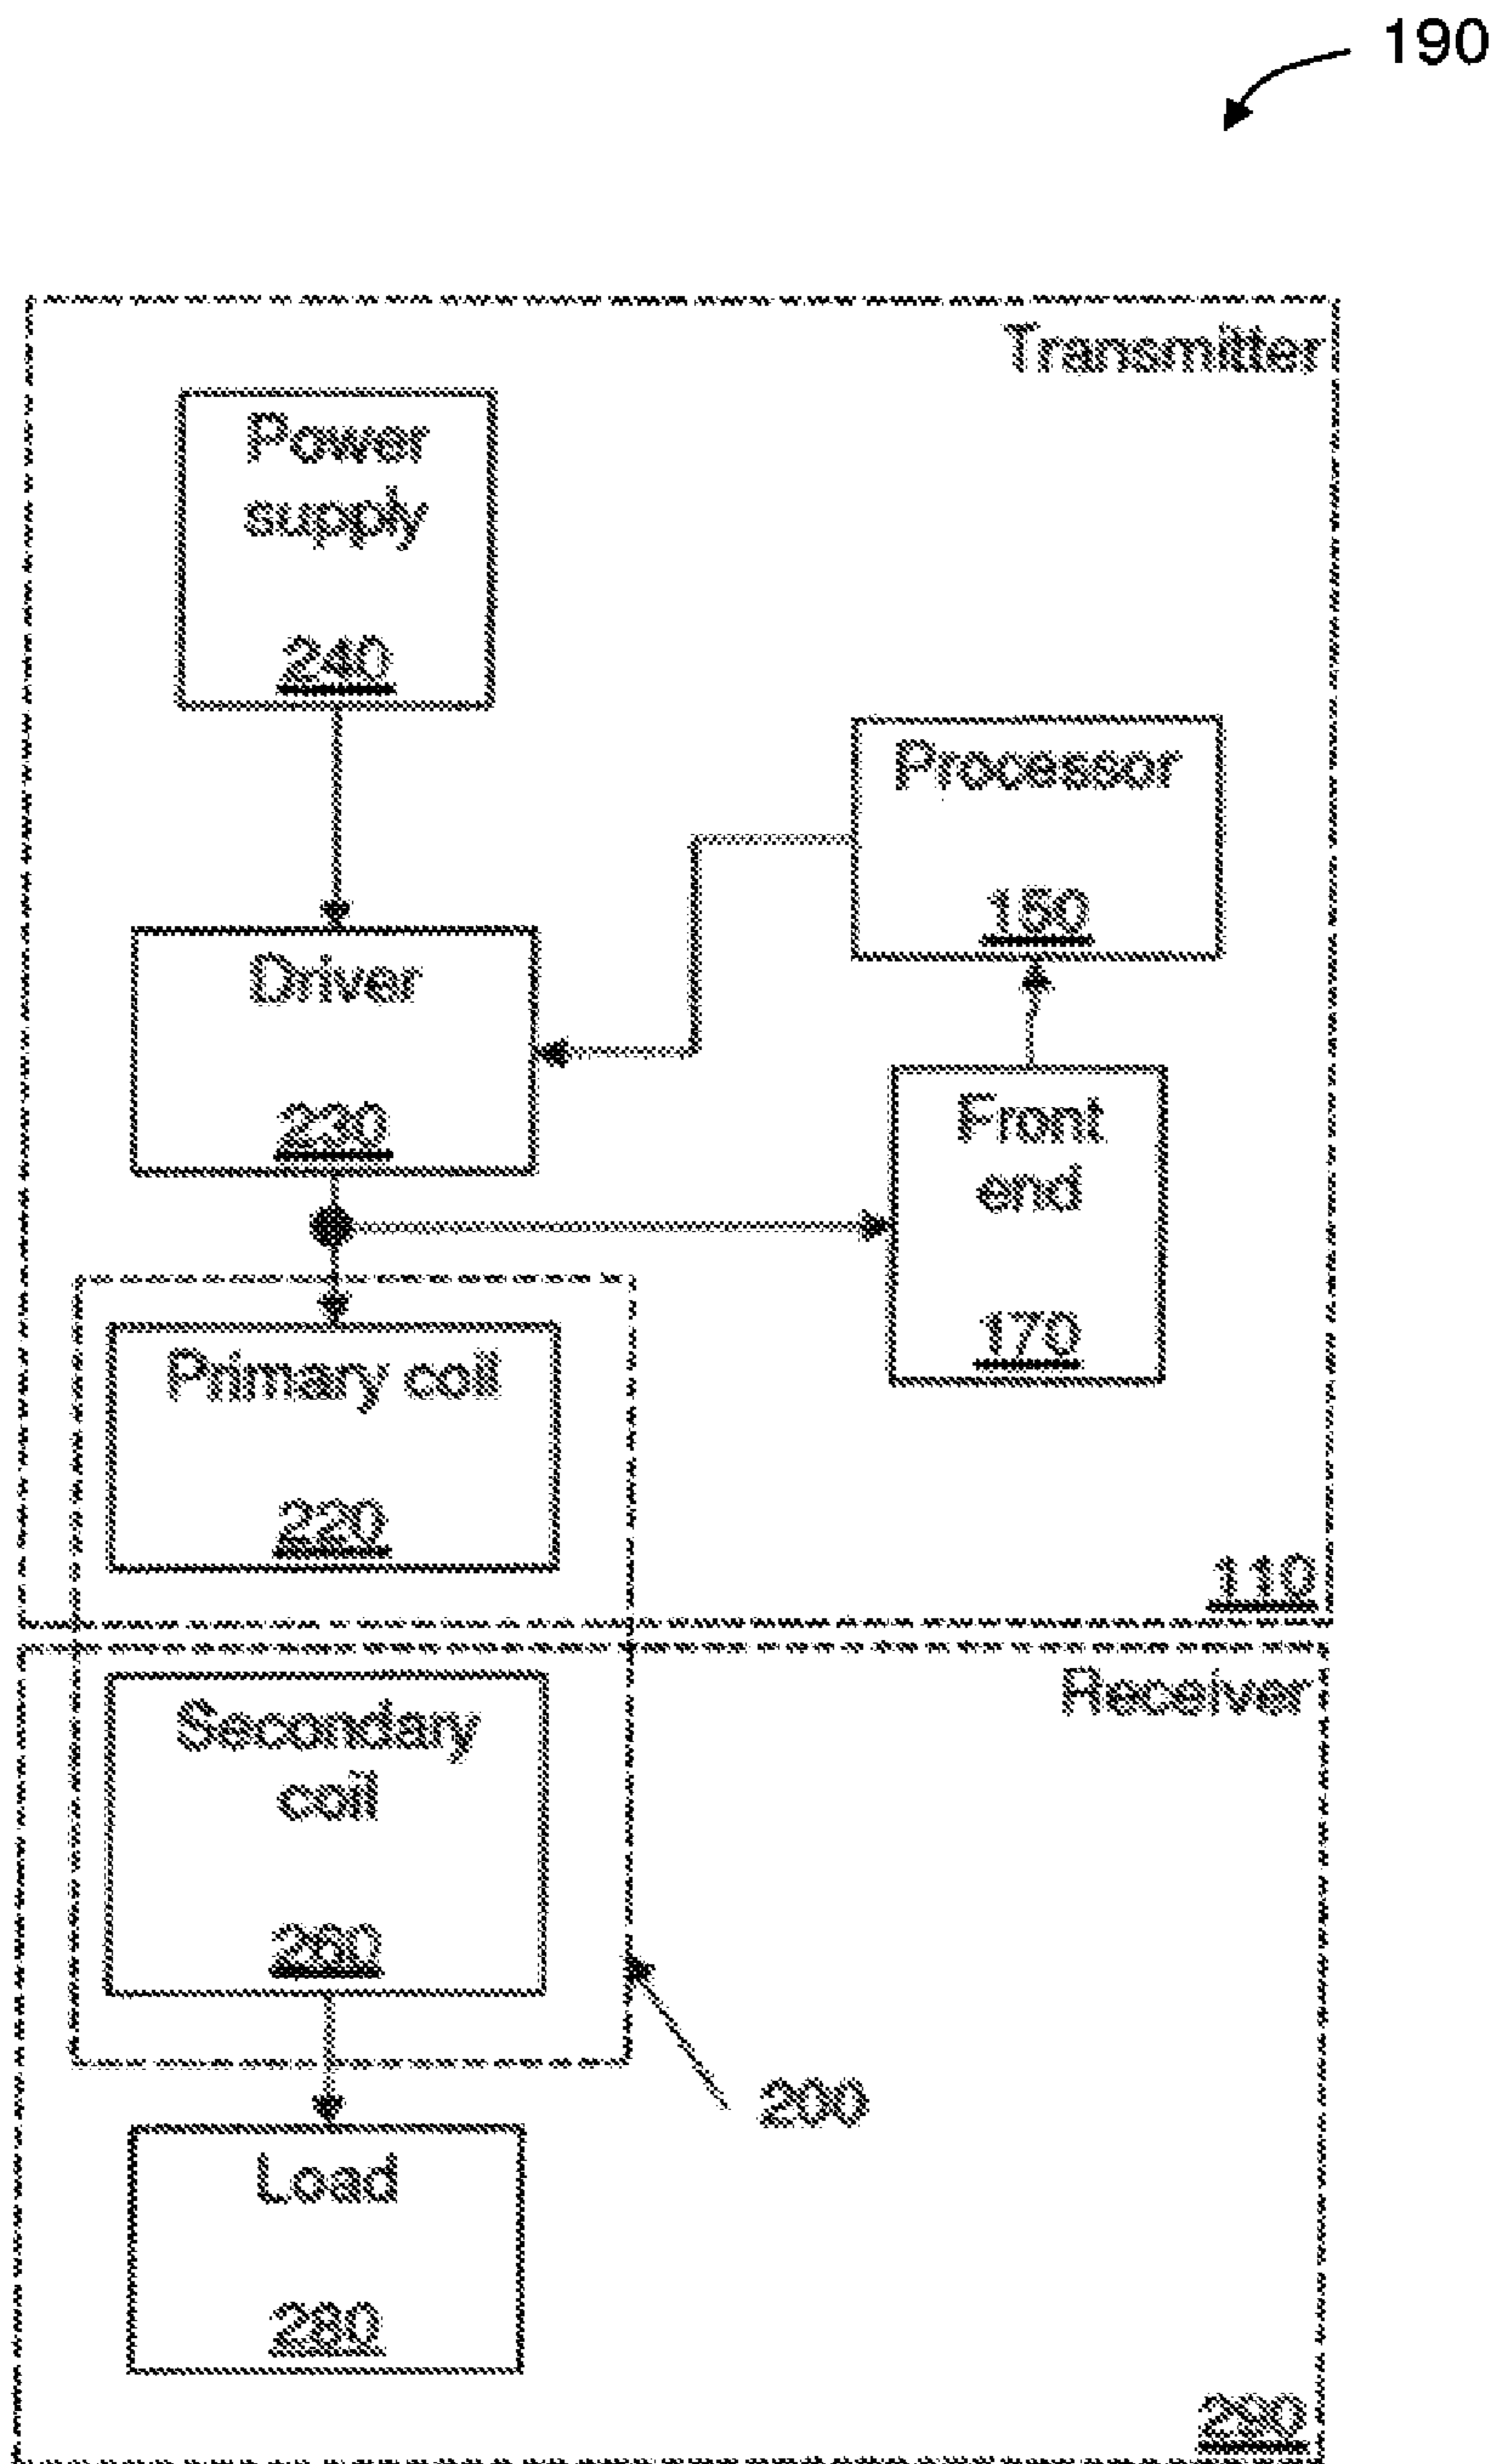 190
Transmitter
Power
supply
240
Processor
150
Driver
230
Front
end
170
Primary coil
220
110
Receiver
Secondary
coil
260
200
Load
280
290